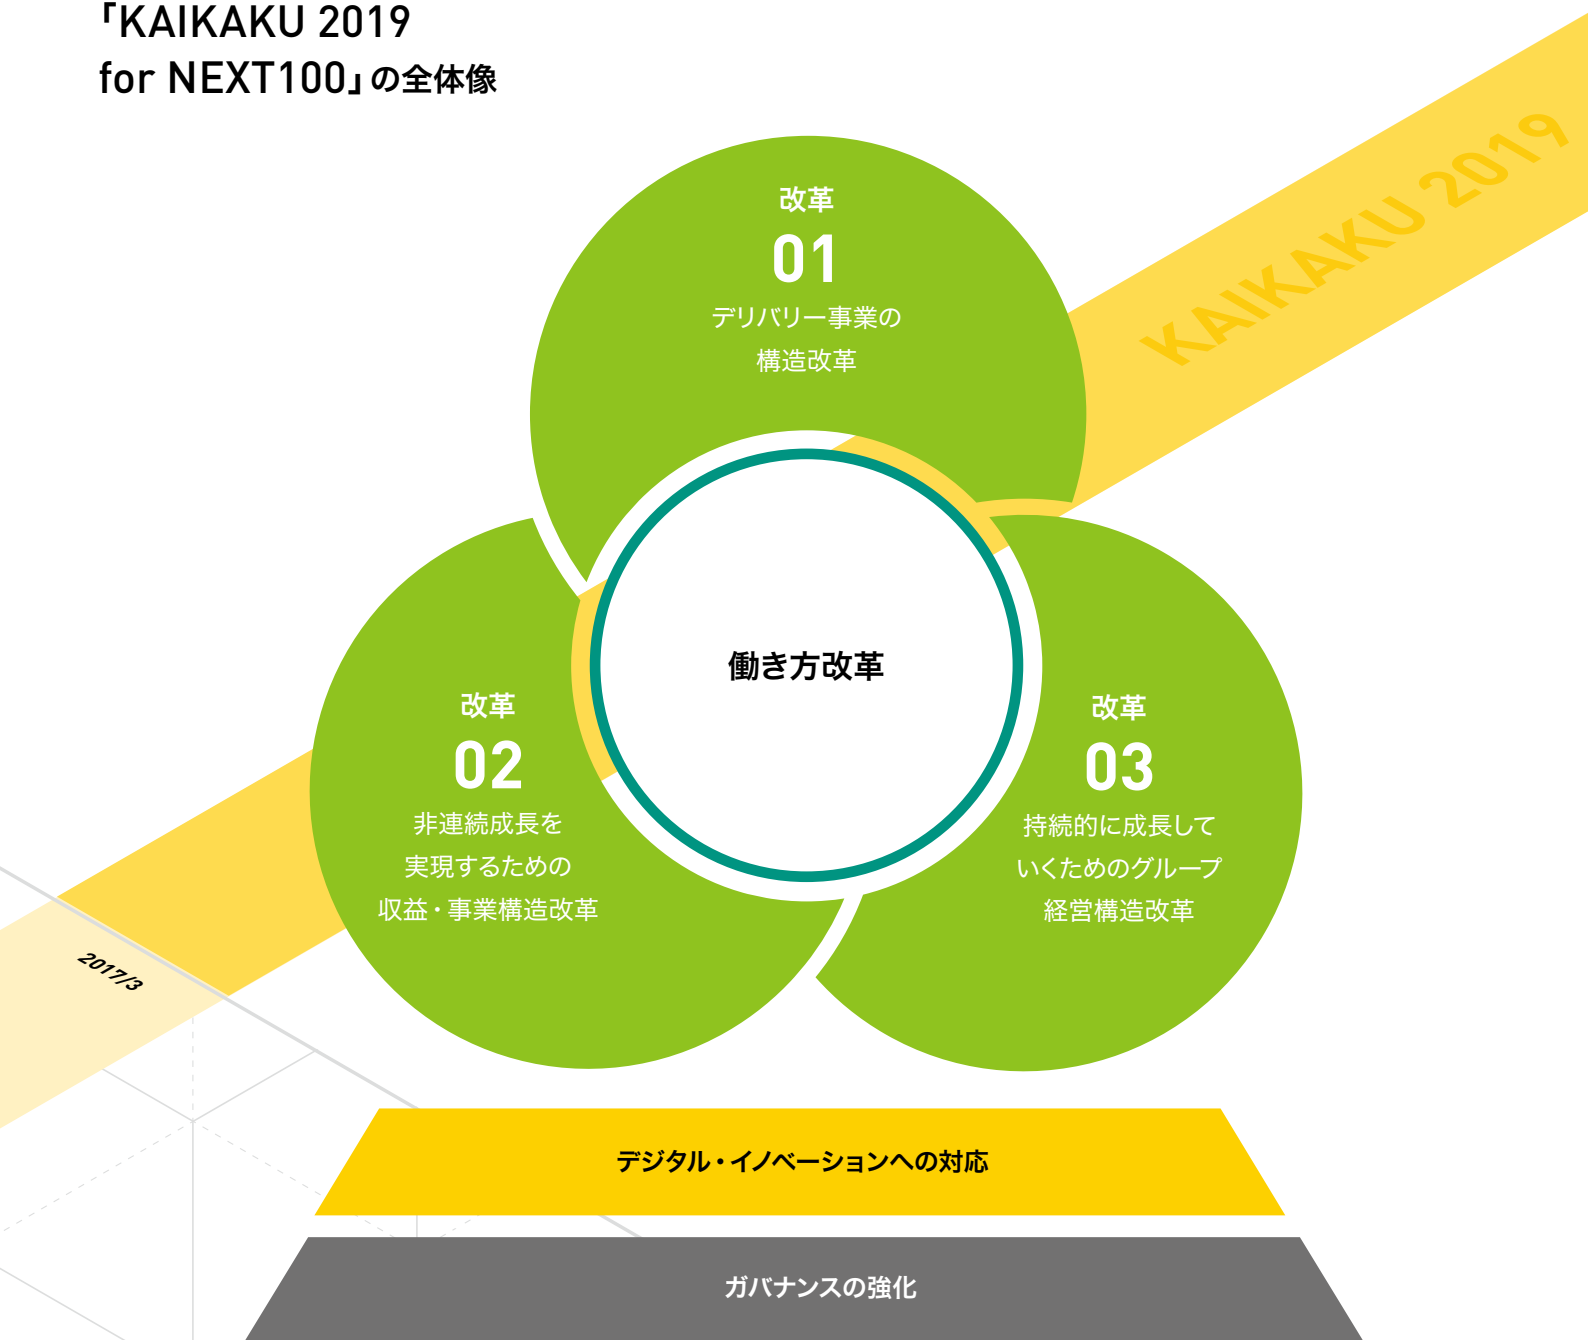 「KAIKAKU 2019
for NEXT100」の全体像
KAIKAKU 2019
改革
01
デリバリー事業の
構造改革
働き方改革
改革
02
非連続成長を
実現するための
収益・事業構造改革
改革
03
持続的に成長して
いくためのグループ
経営構造改革
2017/3
デジタル・イノベーションへの対応
ガバナンスの強化